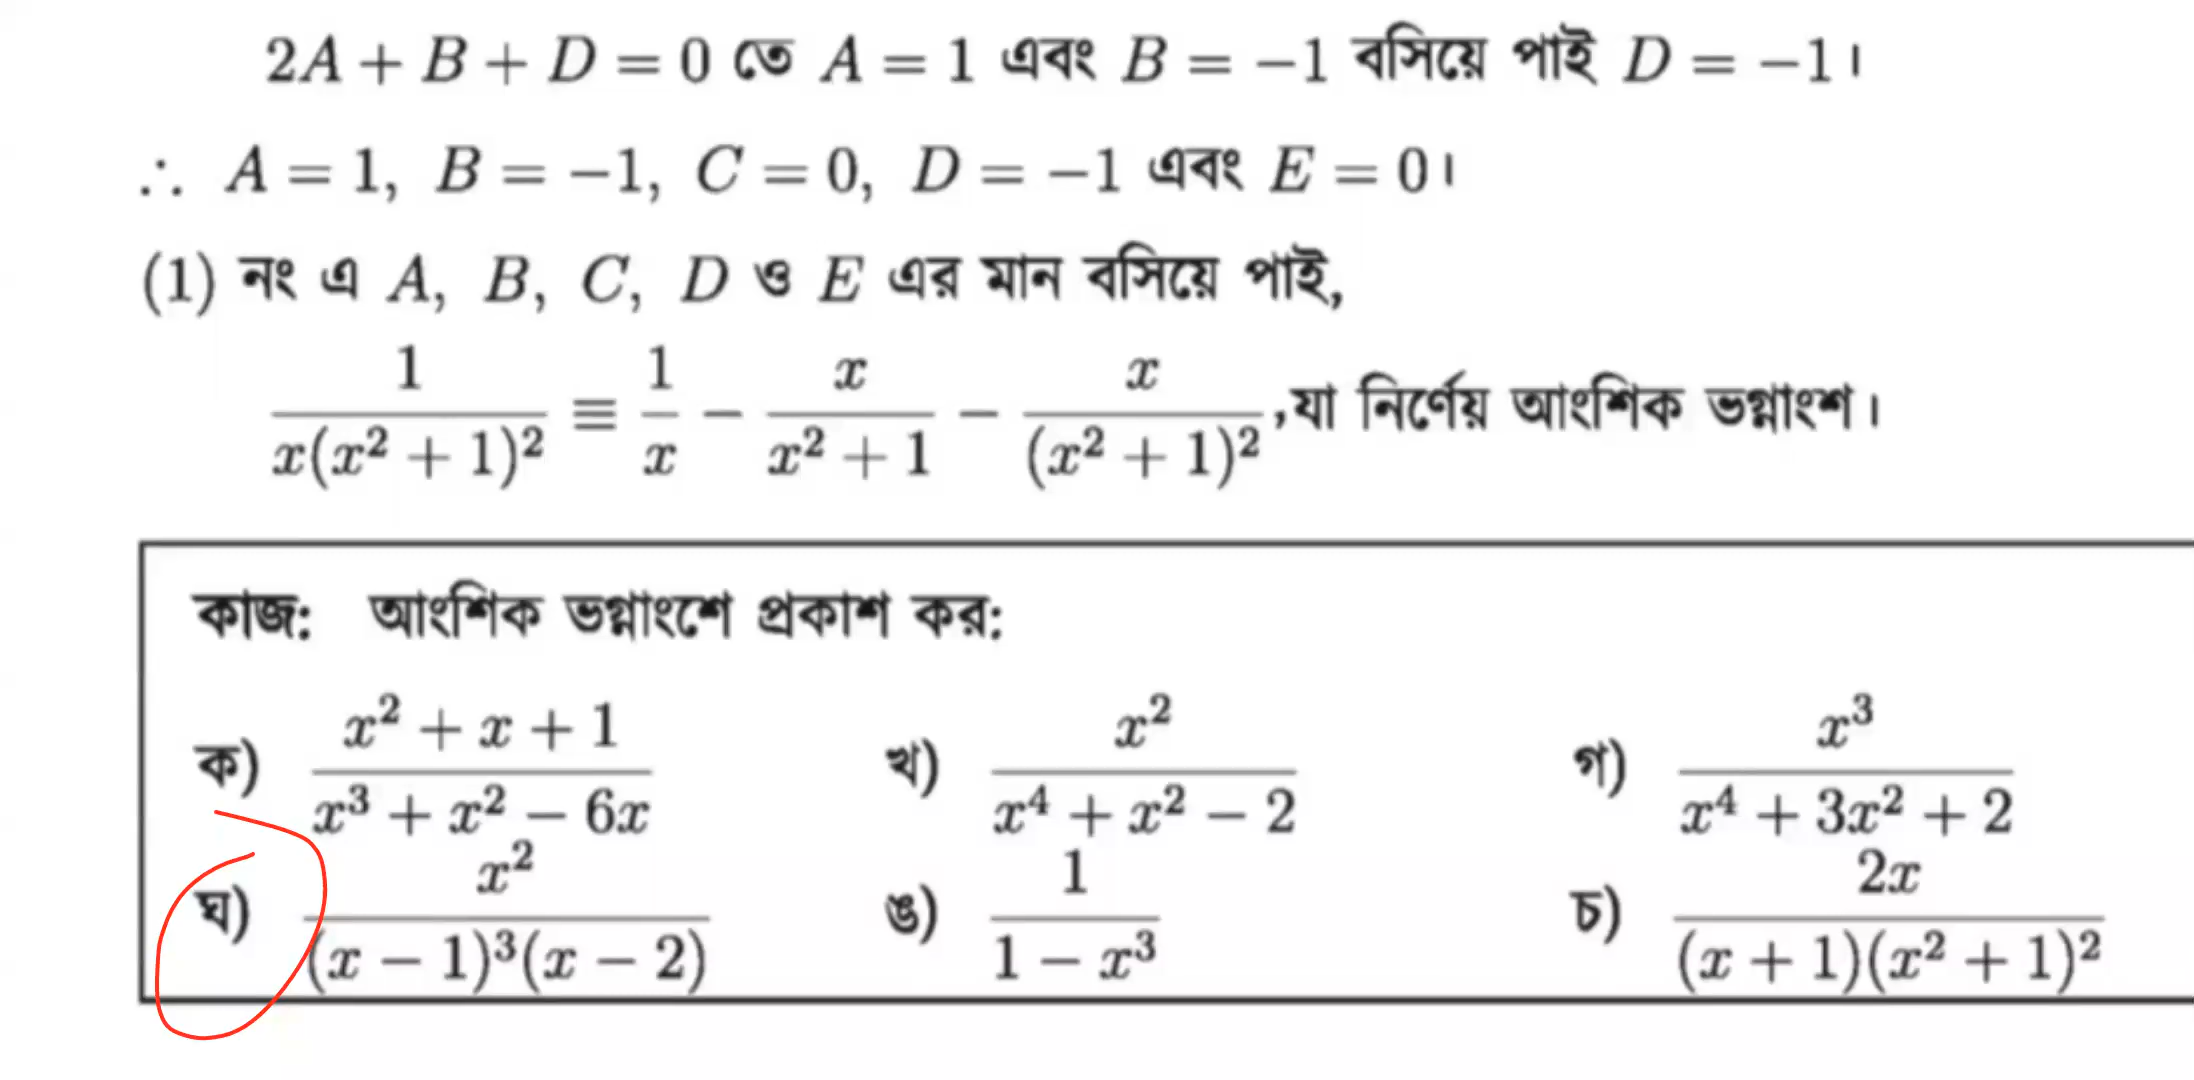 2A + B + D = 0 তে A = 1 এবং B = −1 বসিয়ে পাই D = −1।
∴ A = 1, B = −1, C = 0, D = −1 এবং E = 0।
(1) নং এ A, B, C, D ও E এর মান বসিয়ে পাই,
1/(x(x² + 1)²) ≡ 1/x − x/(x² + 1) − x/((x² + 1)²), যা নির্ণেয় আংশিক ভগ্নাংশ।
কাজ: আংশিক ভগ্নাংশে প্রকাশ কর:
ক) (x² + x + 1)/(x³ + x² − 6x) খ) x²/(x⁴ + x² − 2) গ) x³/(x⁴ + 3x² + 2)
ঘ) x²/((x − 1)³(x − 2)) ঙ) 1/(1 − x³) চ) 2x/((x + 1)(x² + 1)²)